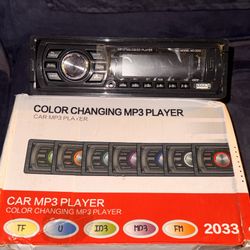 COLOR CHANGING MP3 PLAYER
CAR MP3 PLAYER
CAR MP3 PLAYER
COLOR CHANGING MP3 PLAYER
2033
TF U ID3 MP3 FM